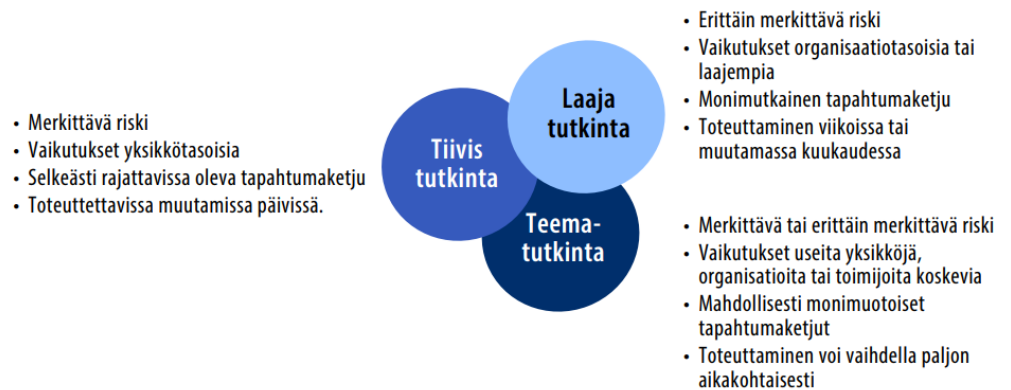 • Merkittävä riski
• Vaikutukset yksikkötasoisia
• Selkeästi rajattavissa oleva tapahtumaketju
• Toteuttettavissa muutamissa päivissä.
Tiivis
tutkinta
Laaja
tutkinta
• Erittäin merkittävä riski
• Vaikutukset organisaatiotasoisia tai
laajempia
• Monimutkainen tapahtumaketju
• Toteuttaminen viikoissa tai
muutamassa kuukaudessa
Teema-
tutkinta
• Merkittävä tai erittäin merkittävä riski
• Vaikutukset useita yksikköjä,
organisaatioita tai toimijoita koskevia
• Mahdollisesti monimuotoiset
tapahtumaketjut
• Toteuttaminen voi vaihdella paljon
aikakohtaisesti